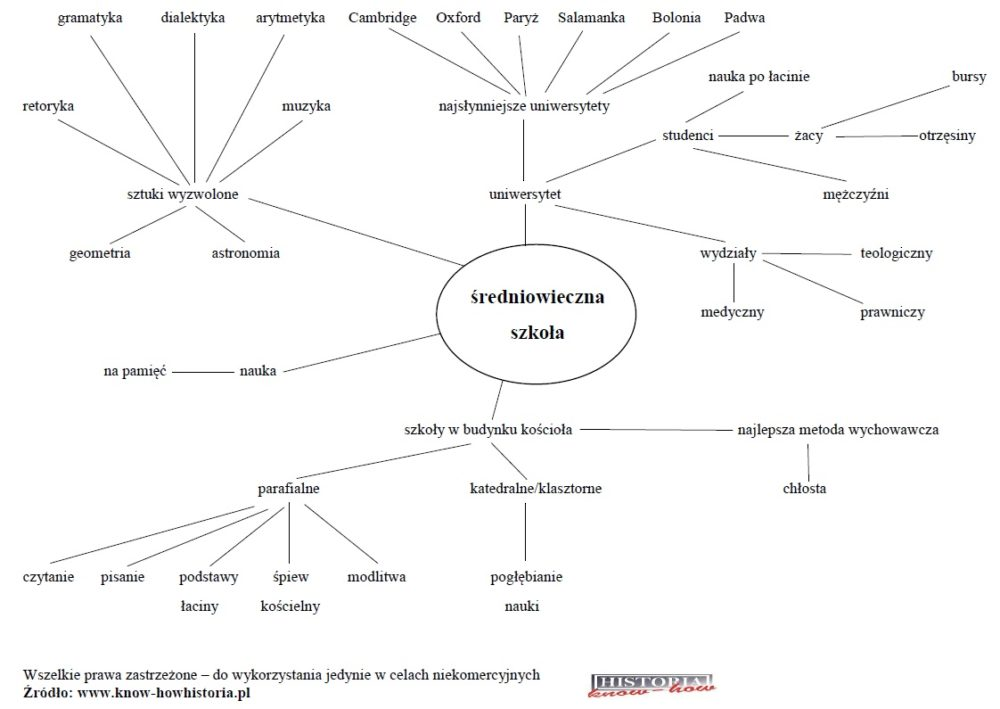 gramatyka dialektyka arytmetyka Cambridge Oxford Paryż Salamanka Bolonia Padwa
nauka po łacinie bursy
retoryka muzyka najsłynniejsze uniwersytety
studenci żacy otrzęsiny
sztuki wyzwolone uniwersytet mężczyźni
geometria astronomia wydziały teologiczny
średniowieczna
szkoła
medyczny prawniczy
na pamięć nauka
szkoły w budynku kościoła najlepsza metoda wychowawcza
parafialne katedralne/klasztorne chłosta
czytanie pisanie podstawy śpiew modlitwa pogłębianie
łaciny kościelny nauki
Wszelkie prawa zastrzeżone – do wykorzystania jedynie w celach niekomercyjnych
Źródło: www.know-howhistoria.pl
HISTORIA
know-how